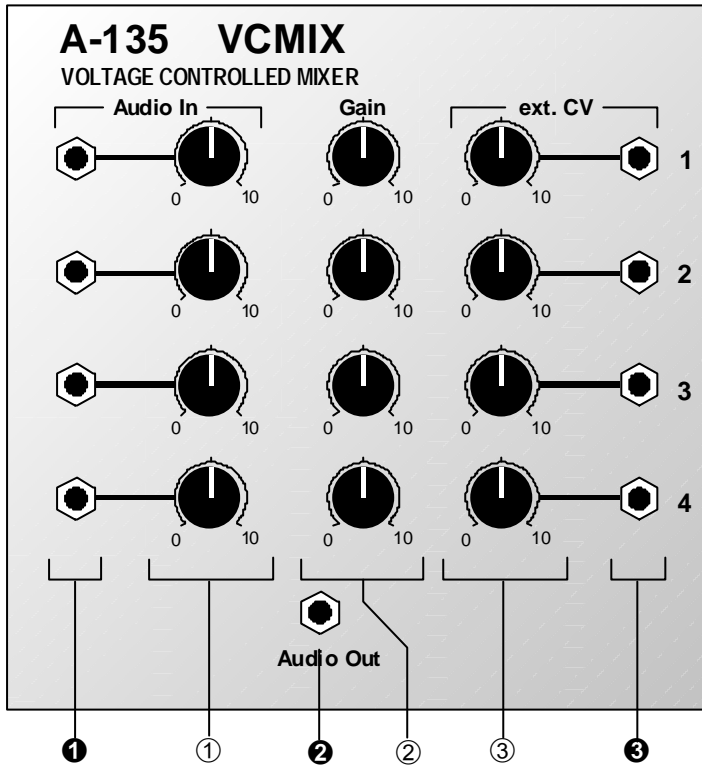 A-135 VCMIX
VOLTAGE CONTROLLED MIXER
Audio In Gain ext. CV
1
0 10 0 10 0 10
2
0 10 0 10 0 10
3
0 10 0 10 0 10
4
0 10 0 10 0 10
Audio Out
❶ ① ❷ ② ③ ❸